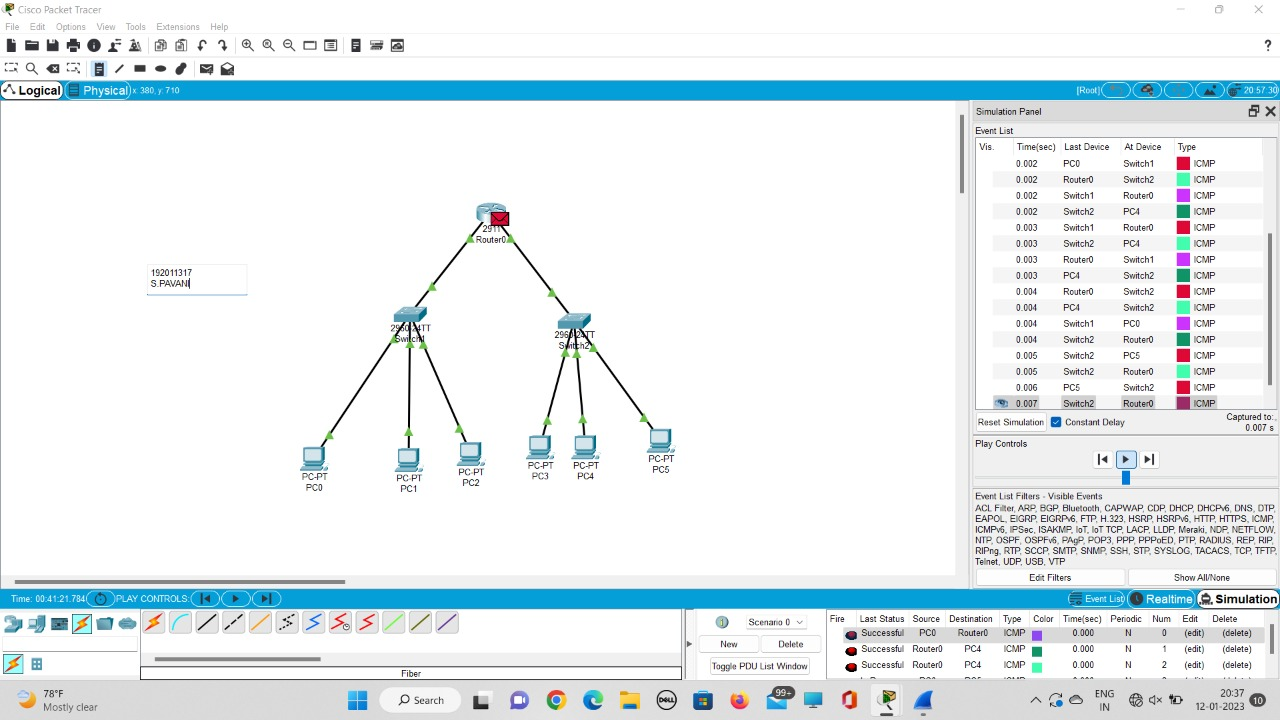 Cisco Packet Tracer
File Edit Options View Tools Extensions Help
?
Logical Physical x: 380, y: 710 [Root] 20:57:30
Simulation Panel
Event List
Vis. Time(sec) Last Device At Device Type
0.002 PC0 Switch1 ICMP
0.002 Router0 Switch2 ICMP
0.002 Switch1 Router0 ICMP
0.002 Switch2 PC4 ICMP
0.003 Switch1 Router0 ICMP
0.003 Switch2 PC4 ICMP
0.003 Router0 Switch1 ICMP
0.003 PC4 Switch2 ICMP
0.004 Router0 Switch2 ICMP
0.004 PC4 Switch2 ICMP
0.004 Switch1 PC0 ICMP
0.004 Switch2 Router0 ICMP
0.005 Switch2 PC5 ICMP
0.005 Switch2 Router0 ICMP
0.006 PC5 Switch2 ICMP
0.007 Switch2 Router0 ICMP
Reset Simulation Constant Delay Captured to:
0.007 s
Play Controls
Event List Filters - Visible Events
ACL Filter, ARP, BGP, Bluetooth, CAPWAP, CDP, DHCP, DHCPv6, DNS, DTP,
EAPOL, EIGRP, EIGRPv6, FTP, H.323, HSRP, HSRPv6, HTTP, HTTPS, ICMP,
ICMPv6, IPSec, ISAKMP, IoT, IoT TCP, LACP, LLDP, Meraki, NDP, NETFLOW,
NTP, OSPF, OSPFv6, PAgP, POP3, PPP, PPPoED, PTP, RADIUS, REP, RIP,
RIPng, RTP, SCCP, SMTP, SNMP, SSH, STP, SYSLOG, TACACS, TCP, TFTP,
Telnet, UDP, USB, VTP
Edit Filters Show All/None
2911
Router0
192011317
S.PAVANI
2960-24TT
Switch1
2960-24TT
Switch2
PC-PT
PC0
PC-PT
PC1
PC-PT
PC2
PC-PT
PC3
PC-PT
PC4
PC-PT
PC5
Time: 00:41:21.784 PLAY CONTROLS: Event List Realtime Simulation
Scenario 0
New Delete
Toggle PDU List Window
Fiber
Fire Last Status Source Destination Type Color Time(sec) Periodic Num Edit Delete
Successful PC0 Router0 ICMP 0.000 N 0 (edit) (delete)
Successful Router0 PC4 ICMP 0.000 N 1 (edit) (delete)
Successful Router0 PC4 ICMP 0.000 N 2 (edit) (delete)
78°F
Mostly clear
Search
DELL
99+
ENG
IN
20:37
12-01-2023
10